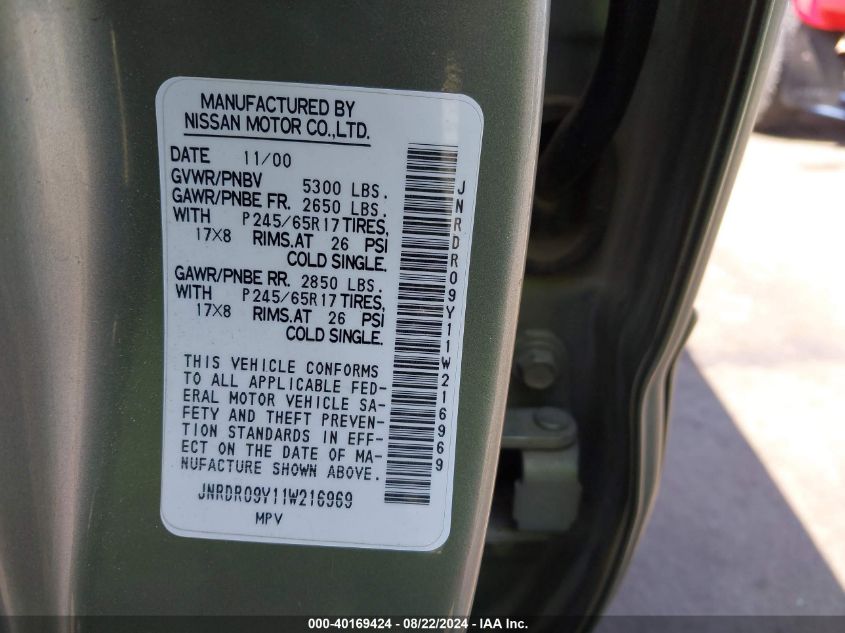 MANUFACTURED BY
NISSAN MOTOR CO.,LTD.
DATE 11/00
GVWR/PNBV 5300 LBS.
GAWR/PNBE FR. 2650 LBS.
WITH P245/65R17 TIRES,
17X8 RIMS.AT 26 PSI
COLD SINGLE.
GAWR/PNBE RR. 2850 LBS.
WITH P245/65R17 TIRES,
17X8 RIMS.AT 26 PSI
COLD SINGLE.
THIS VEHICLE CONFORMS
TO ALL APPLICABLE FED-
ERAL MOTOR VEHICLE SA-
FETY AND THEFT PREVEN-
TION STANDARDS IN EFF-
ECT ON THE DATE OF MA-
NUFACTURE SHOWN ABOVE.
JNRDR09Y11W216969
MPV
JNRDR09Y11W216969
000-40169424 - 08/22/2024 - IAA Inc.